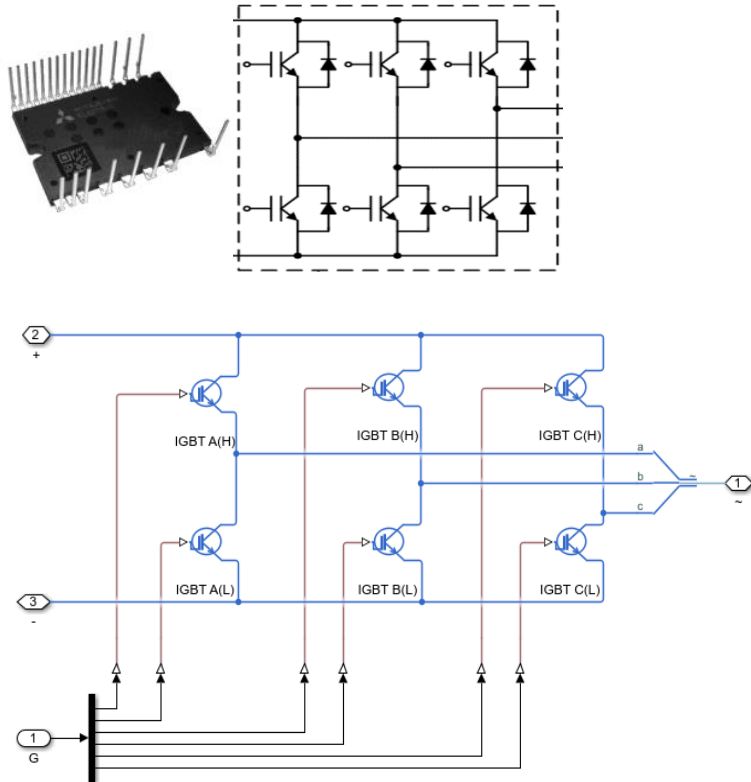 2
+
IGBT A(H)
IGBT B(H)
IGBT C(H)
a
b
~
1
~
c
IGBT A(L)
IGBT B(L)
IGBT C(L)
3
-
1
G